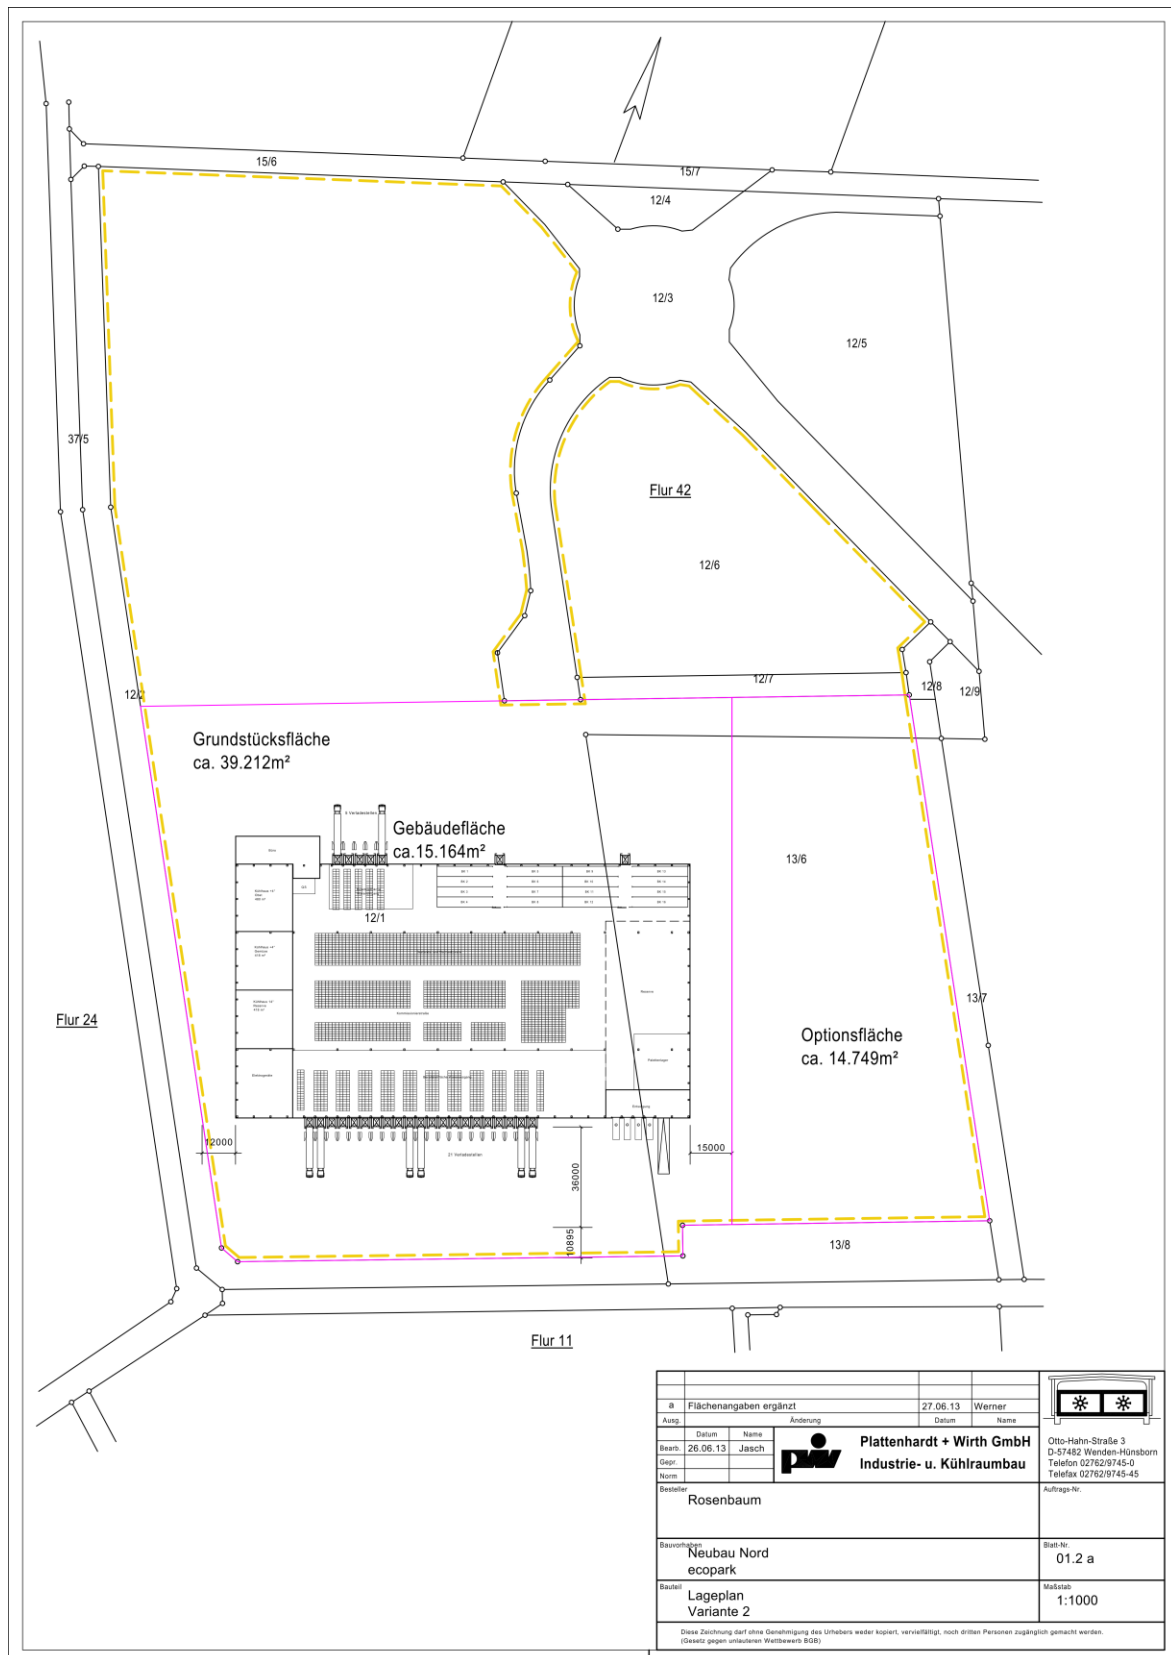 15/6
15/7
12/4
12/3
12/5
37/5
Flur 42
12/6
12/7
12/8
12/9
12/2
Grundstücksfläche
ca. 39.212m²
Gebäudefläche
ca.15.164m²
12/1
13/6
13/7
Flur 24
Optionsfläche
ca. 14.749m²
12000
15000
21 Verladestellen
36000
10895
13/8
Flur 11
a Flächenangaben ergänzt 27.06.13 Werner
Ausg. Änderung Datum Name
Datum Name
Bearb. 26.06.13 Jasch
Gepr.
Norm
pww
Plattenhardt + Wirth GmbH
Industrie- u. Kühlraumbau
Otto-Hahn-Straße 3
D-57482 Wenden-Hünsborn
Telefon 02762/9745-0
Telefax 02762/9745-45
Besteller
Rosenbaum
Auftrags-Nr.
Bauvorhaben
Neubau Nord
ecopark
Blatt-Nr.
01.2 a
Bauteil
Lageplan
Variante 2
Maßstab
1:1000
Diese Zeichnung darf ohne Genehmigung des Urhebers weder kopiert, vervielfältigt, noch dritten Personen zugänglich gemacht werden.
(Gesetz gegen unlauteren Wettbewerb BGB)